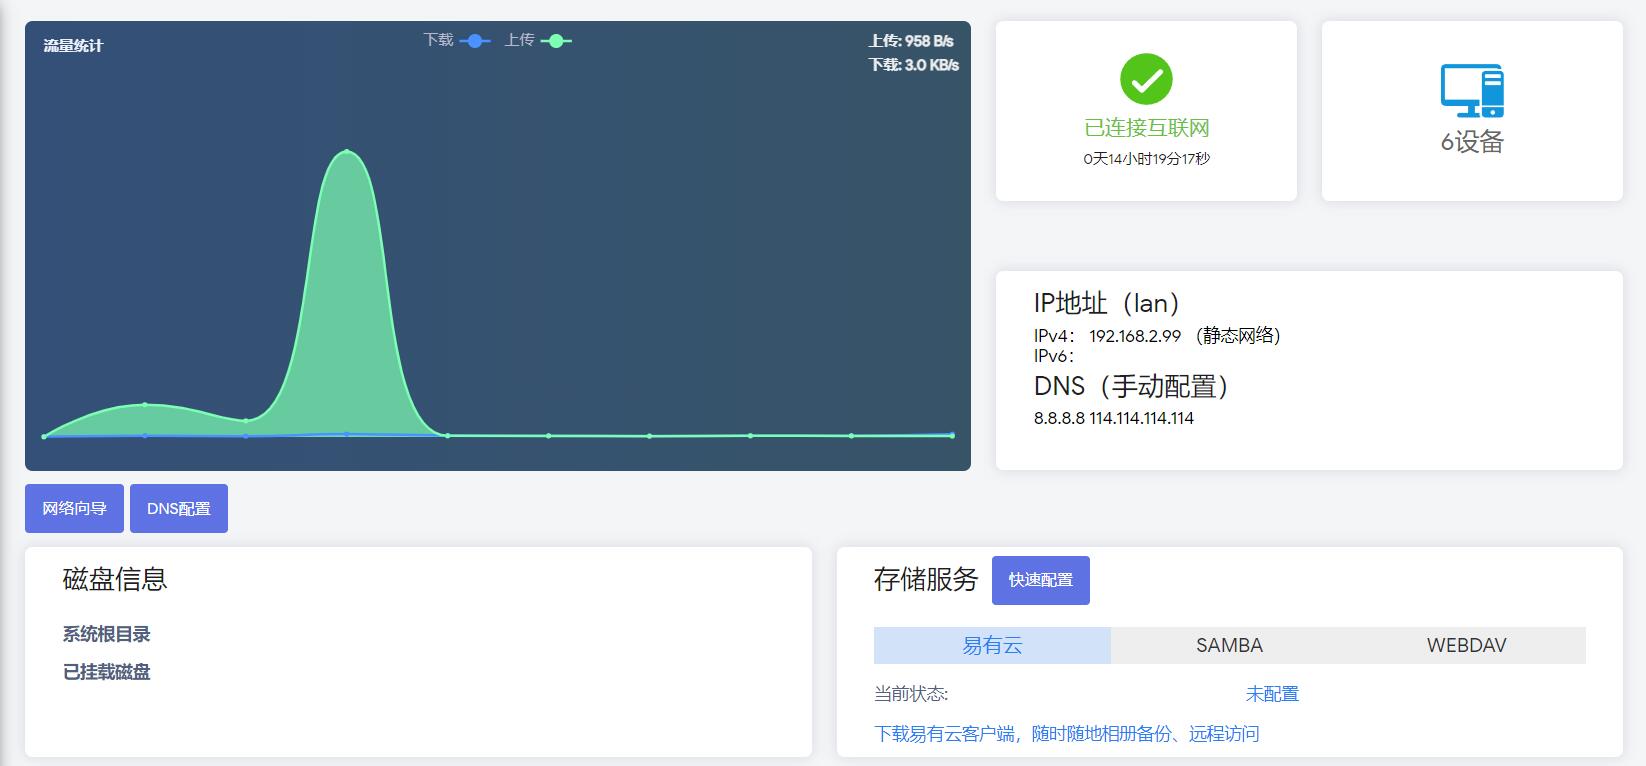 流量统计
下载 上传
上传: 958 B/s
下载: 3.0 KB/s
已连接互联网
0天14小时19分17秒
6设备
IP地址（lan）
IPv4： 192.168.2.99 （静态网络）
IPv6：
DNS（手动配置）
8.8.8.8 114.114.114.114
网络向导 DNS配置
磁盘信息
系统根目录
已挂载磁盘
存储服务 快速配置
易有云 SAMBA WEBDAV
当前状态: 未配置
下载易有云客户端，随时随地相册备份、远程访问